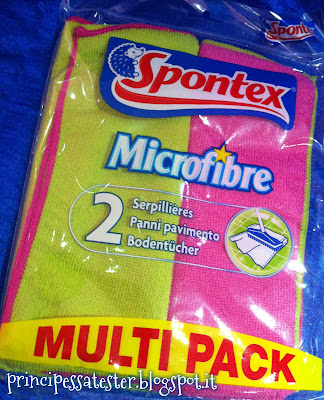 Spontex
Spontex
Microfibre
2
Serpillières
Panni pavimento
Bodentücher
MULTI PACK
principessatester.blogspot.it